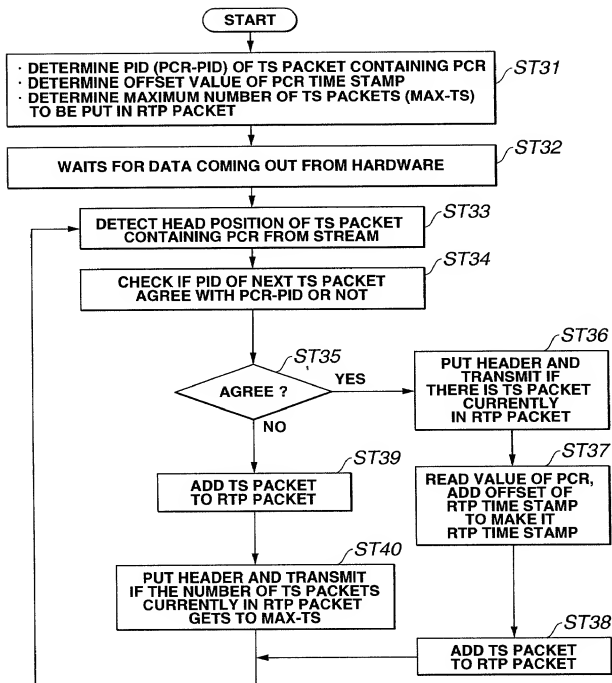 START
· DETERMINE PID (PCR-PID) OF TS PACKET CONTAINING PCR
· DETERMINE OFFSET VALUE OF PCR TIME STAMP
· DETERMINE MAXIMUM NUMBER OF TS PACKETS (MAX-TS)
TO BE PUT IN RTP PACKET
ST31
WAITS FOR DATA COMING OUT FROM HARDWARE
ST32
DETECT HEAD POSITION OF TS PACKET
CONTAINING PCR FROM STREAM
ST33
CHECK IF PID OF NEXT TS PACKET
AGREE WITH PCR-PID OR NOT
ST34
AGREE ?
ST35
YES
NO
PUT HEADER AND
TRANSMIT IF
THERE IS TS PACKET
CURRENTLY
IN RTP PACKET
ST36
READ VALUE OF PCR,
ADD OFFSET OF
RTP TIME STAMP
TO MAKE IT
RTP TIME STAMP
ST37
ADD TS PACKET
TO RTP PACKET
ST38
ADD TS PACKET
TO RTP PACKET
ST39
PUT HEADER AND TRANSMIT
IF THE NUMBER OF TS PACKETS
CURRENTLY IN RTP PACKET
GETS TO MAX-TS
ST40